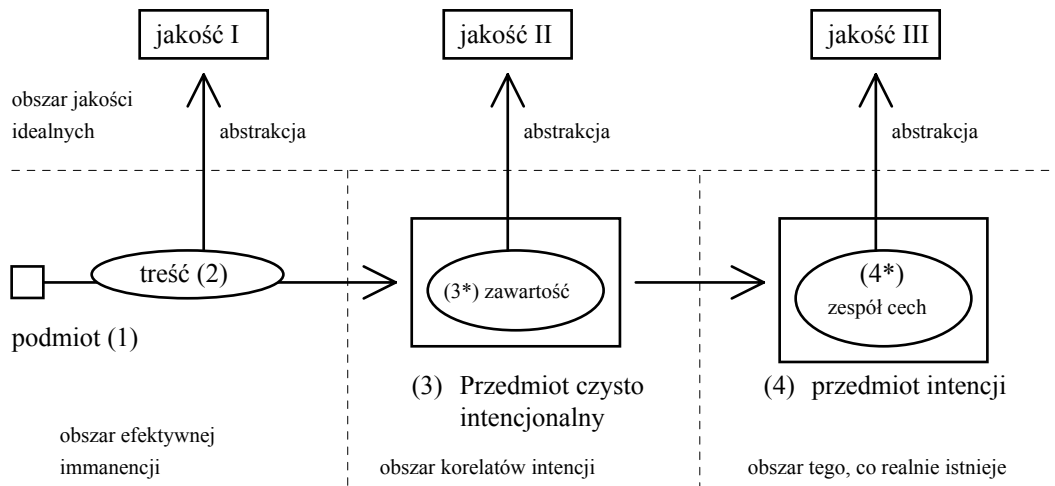 jakość I
jakość II
jakość III
obszar jakości
idealnych
abstrakcja
abstrakcja
abstrakcja
treść (2)
(3*) zawartość
(4*)
zespół cech
podmiot (1)
(3) Przedmiot czysto
intencjonalny
(4) przedmiot intencji
obszar efektywnej
immanencji
obszar korelatów intencji
obszar tego, co realnie istnieje